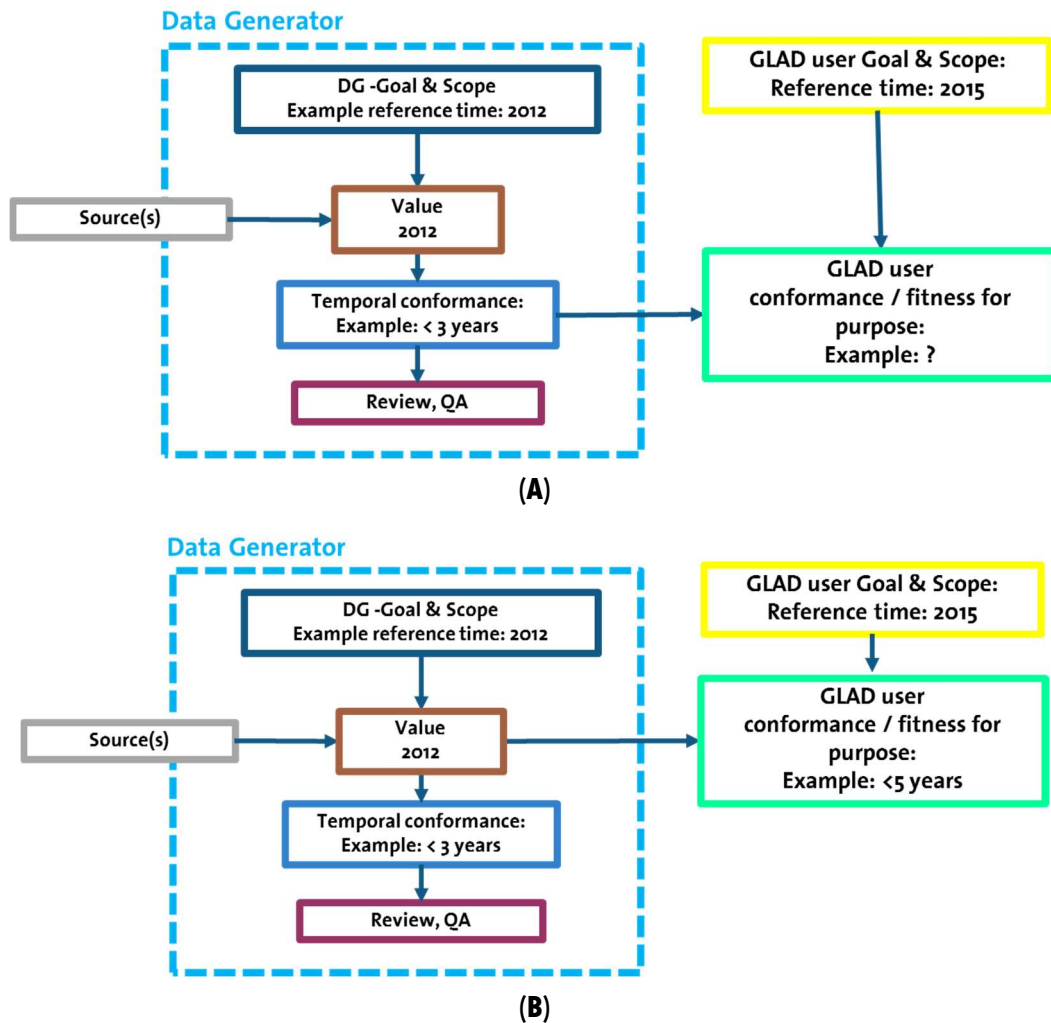 Data Generator
DG -Goal & Scope
Example reference time: 2012
GLAD user Goal & Scope:
Reference time: 2015
Source(s)
Value
2012
Temporal conformance:
Example: < 3 years
GLAD user
conformance / fitness for
purpose:
Example: ?
Review, QA
(A)
Data Generator
DG -Goal & Scope
Example reference time: 2012
GLAD user Goal & Scope:
Reference time: 2015
Source(s)
Value
2012
GLAD user
conformance / fitness for
purpose:
Example: <5 years
Temporal conformance:
Example: < 3 years
Review, QA
(B)